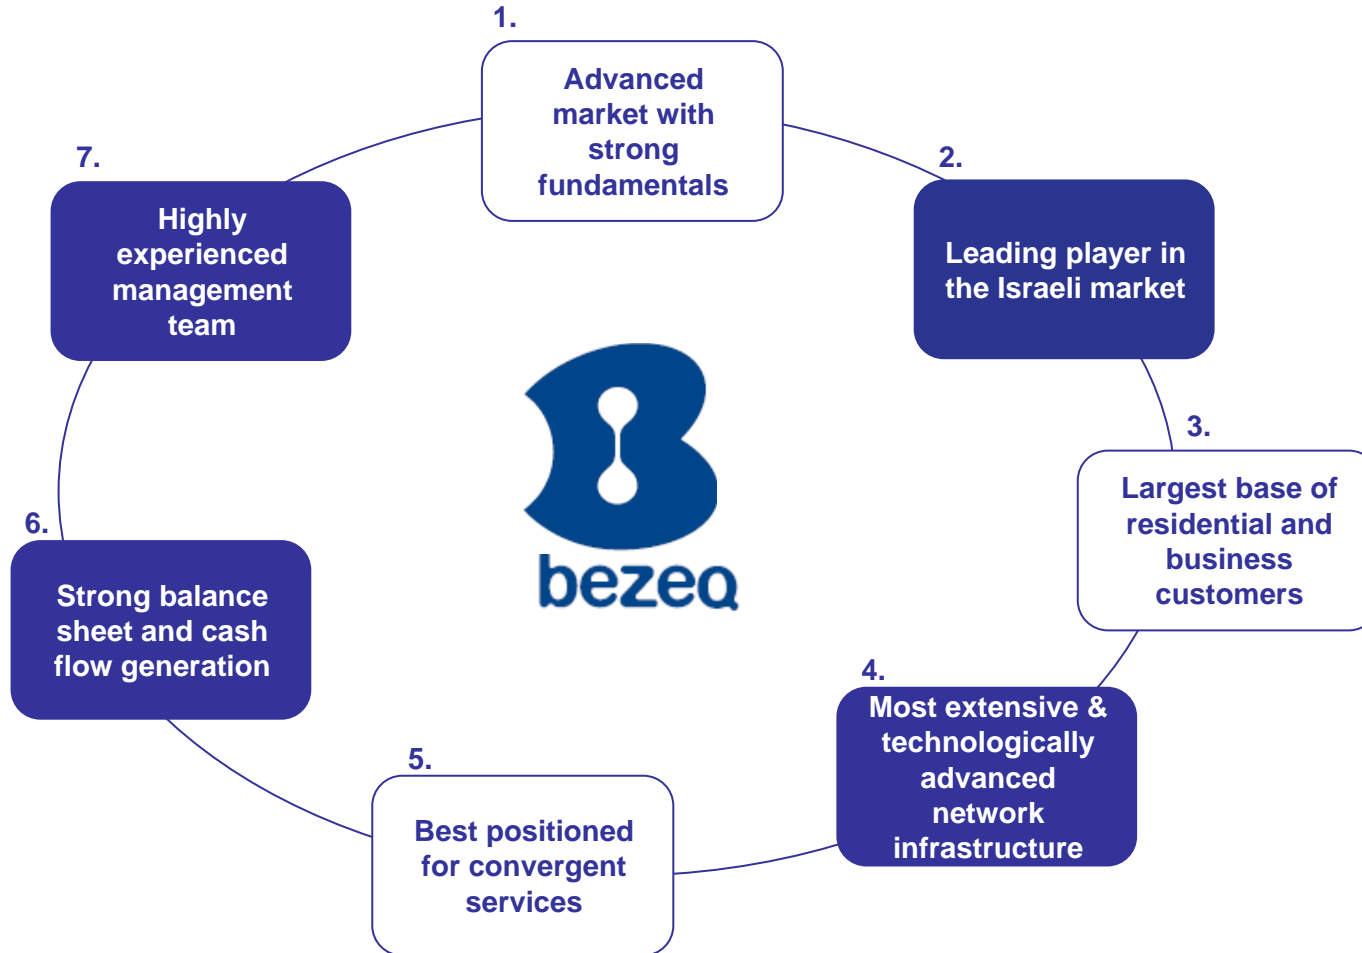 1.
Advanced
market with
strong
fundamentals
2.
Leading player in
the Israeli market
3.
Largest base of
residential and
business
customers
4.
Most extensive &
technologically
advanced
network
infrastructure
5.
Best positioned
for convergent
services
6.
Strong balance
sheet and cash
flow generation
7.
Highly
experienced
management
team
bezeq